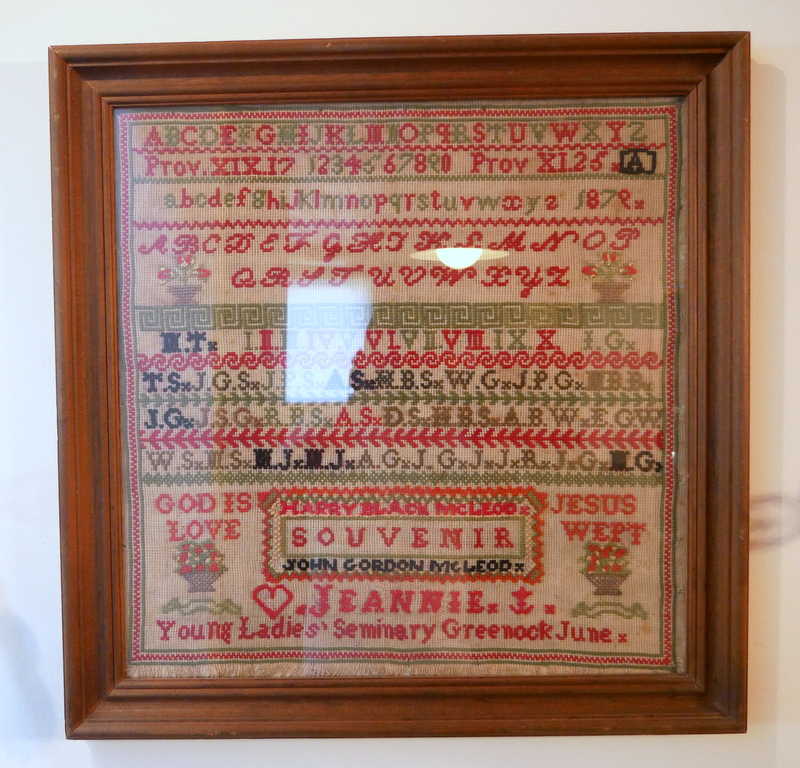 ABCDEFGHIJKLMNOPQRSTUVWXYZ
Prov. XIX.17 1234567890 Prov XI.25. A
abcdefghijklmnopqrstuvwxyz 187
ABCDEFGHIJKLMNOP
QRSTUVWXYZ
M.T. I II III IV V VI VII VIII IX X I.G.
T.S. J.G.S. S. H.B.S. W.G. J.P.G. H.B.B.
J.G. J.S.G. B.B.S. A.S. D.S. H.B.S. A.B.W. E.G.W
W.S. M.S. M.J. M.J. A.G. J.G. J.J. R. J.G. M.G.
GOD IS HARRY BLACK MCLEOD JESUS
LOVE SOUVENIR WEPT
JOHN GORDON MCLEOD
JEANNIE.
Young Ladies' Seminary Greenock June